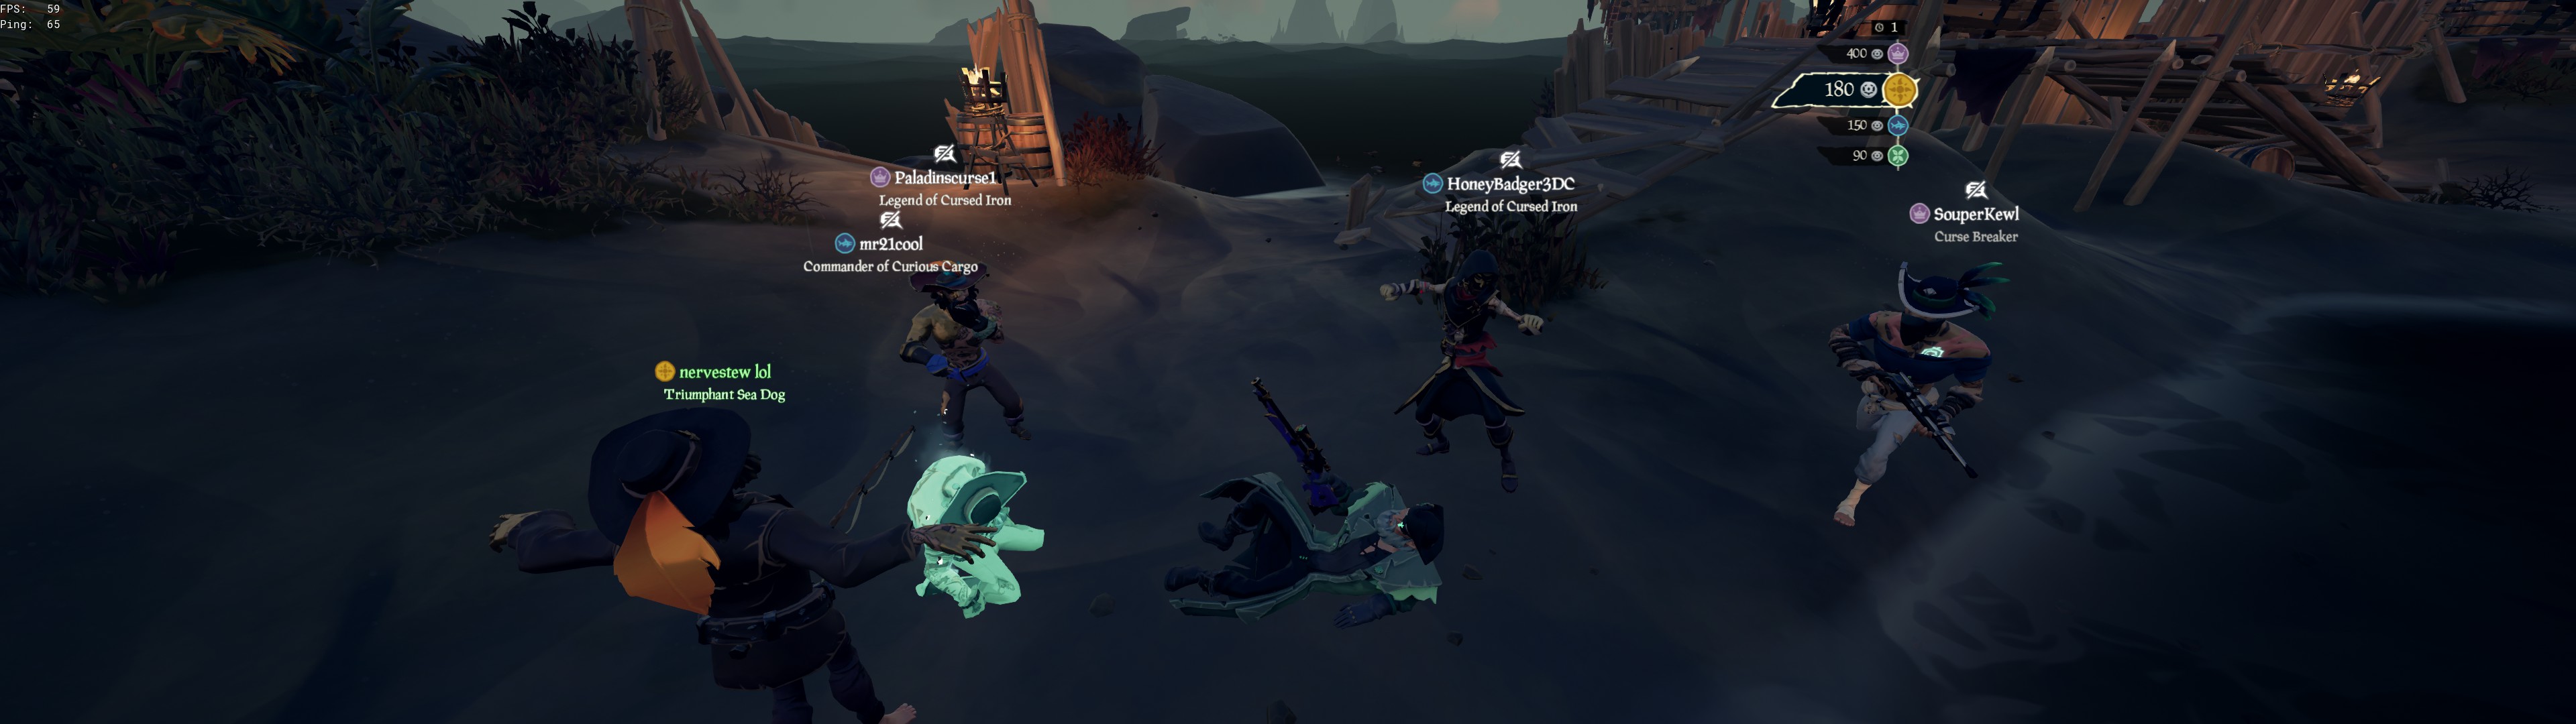 FPS: 59
Ping: 65
1
400
180
150
90
Paladinscurse1
Legend of Cursed Iron
HoneyBadger3DC
Legend of Cursed Iron
SouperKewl
Curse Breaker
mr21cool
Commander of Curious Cargo
nervestew lol
Triumphant Sea Dog